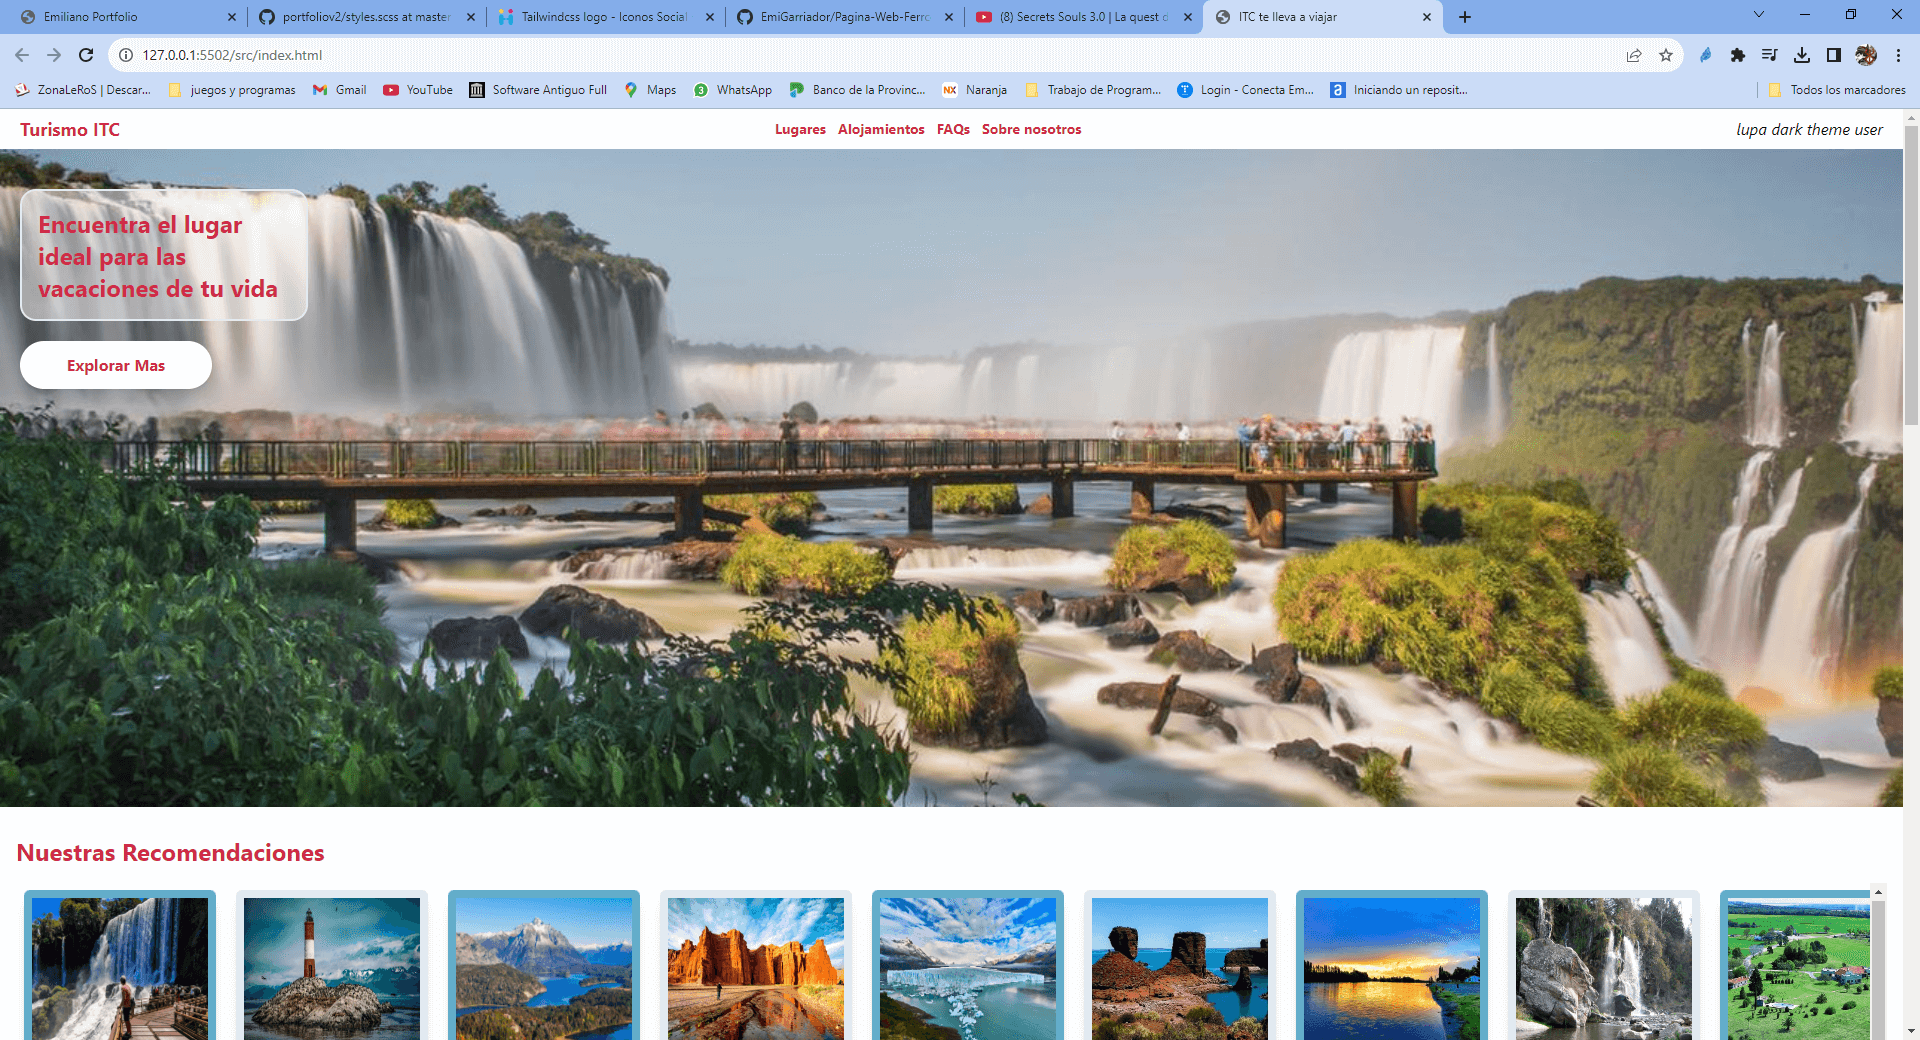 Emiliano Portfolio
portfoliov2/styles.scss at master
Tailwindcss logo - Iconos Social
EmiGarriador/Pagina-Web-Ferro
(8) Secrets Souls 3.0 | La quest d
ITC te lleva a viajar
127.0.0.1:5502/src/index.html
ZonaLeRoS | Descar...
juegos y programas
Gmail
YouTube
Software Antiguo Full
Maps
WhatsApp
Banco de la Provinc...
Naranja
Trabajo de Program...
Login - Conecta Em...
Iniciando un reposit...
Todos los marcadores
Turismo ITC
Lugares Alojamientos FAQs Sobre nosotros
lupa dark theme user
Encuentra el lugar
ideal para las
vacaciones de tu vida
Explorar Mas
Nuestras Recomendaciones